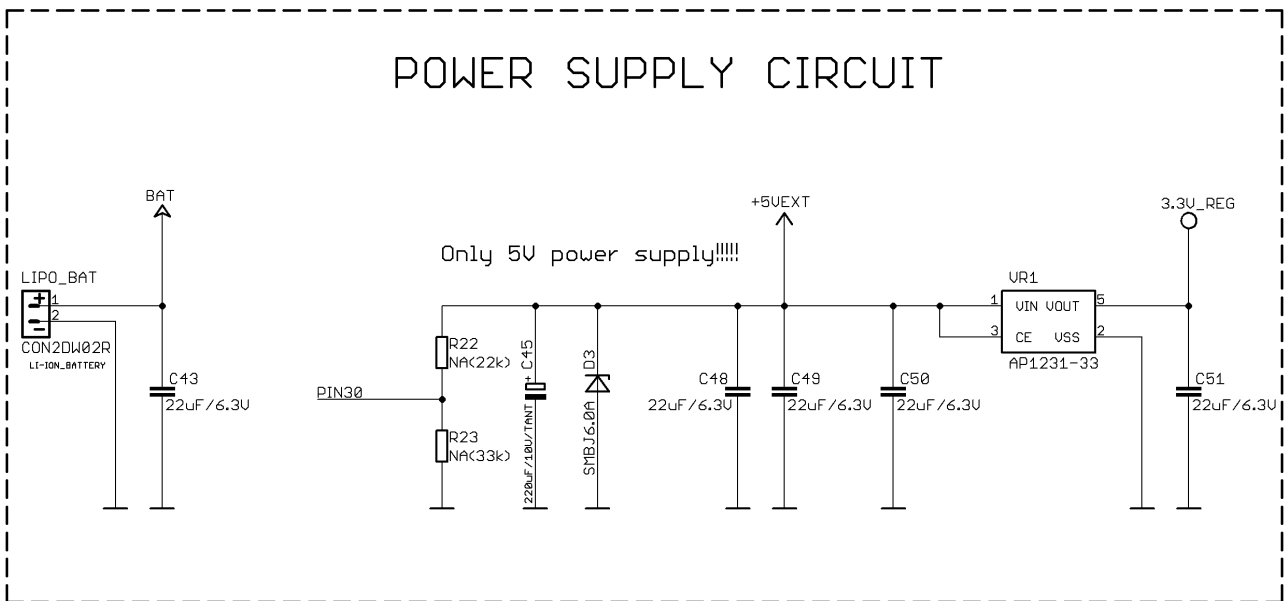 POWER SUPPLY CIRCUIT
BAT
+5VEXT
3.3V_REG
Only 5V power supply!!!!!
LIPO_BAT
+ 1
2
-
CON2DW02R
LI-ION_BATTERY
C43
22uF/6.3V
PIN30
R22
NA(22k)
R23
NA(33k)
C45
+
220uF/10V/TANT
D3
SMBJ6.0A
C48
22uF/6.3V
C49
22uF/6.3V
C50
22uF/6.3V
VR1
1 VIN VOUT 5
3 CE VSS 2
AP1231-33
C51
22uF/6.3V